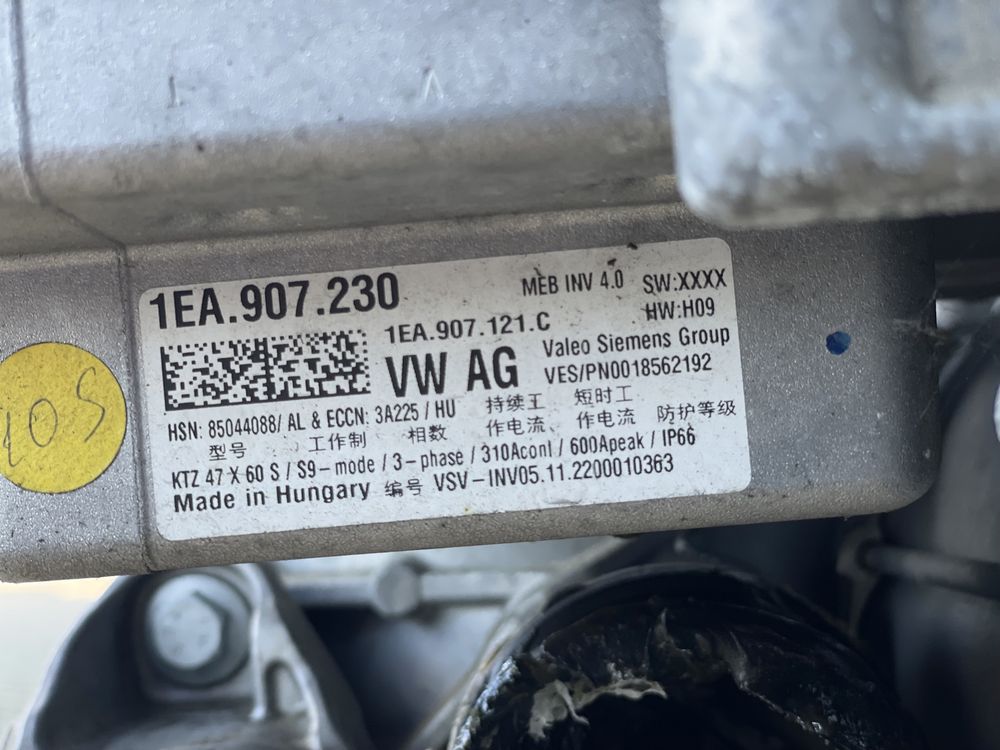 1EA.907.230
MEB INV 4.0
SW:XXXX
HW:H09
1EA.907.121.C
VW AG
Valeo Siemens Group
VES/PN0018562192
HSN: 85044088/ AL & ECCN: 3A225 / HU
持续工 短时工
型号 工作制 相数 作电流 作电流 防护等级
KTZ 47 X 60 S / S9-mode / 3-phase / 310Acont / 600Apeak / IP66
Made in Hungary 编号 VSV-INV05.11.2200010363